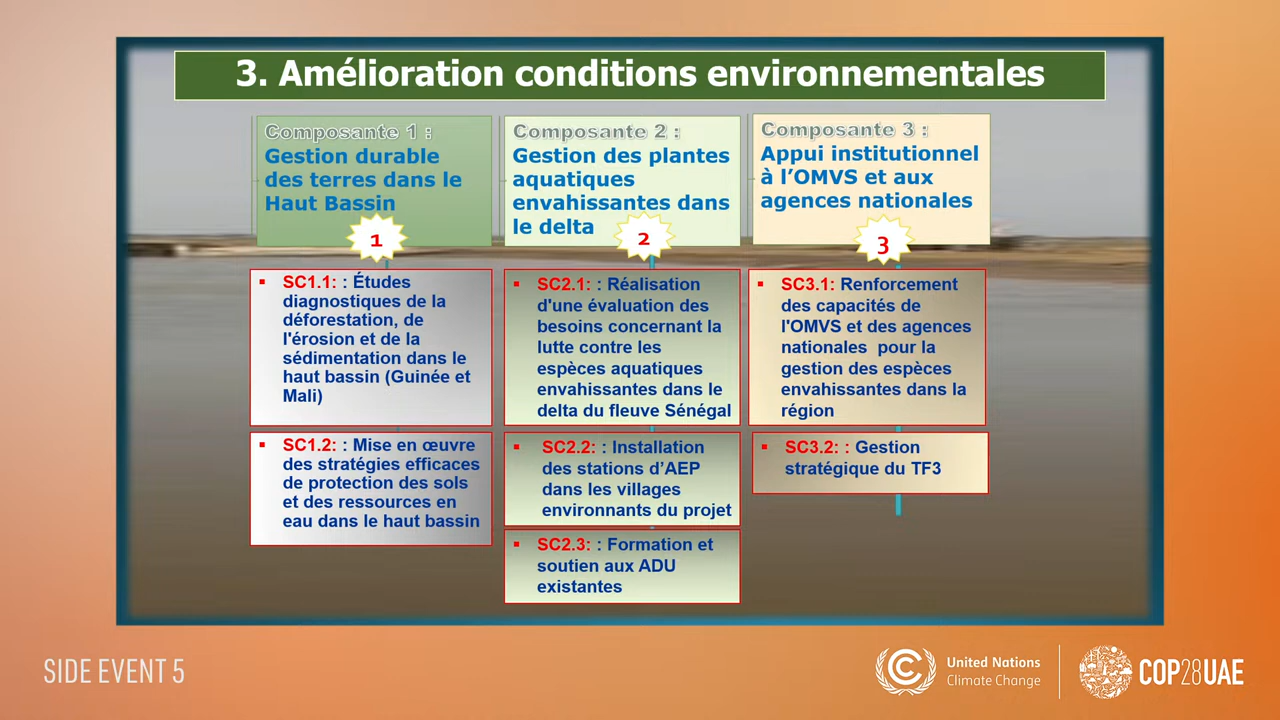 3. Amélioration conditions environnementales
Composante 1 :
Gestion durable
des terres dans le
Haut Bassin
1
SC1.1: : Études
diagnostiques de la
déforestation, de
l'érosion et de la
sédimentation dans le
haut bassin (Guinée et
Mali)
SC1.2: : Mise en œuvre
des stratégies efficaces
de protection des sols
et des ressources en
eau dans le haut bassin
Composante 2 :
Gestion des plantes
aquatiques
envahissantes dans
le delta
2
SC2.1: : Réalisation
d'une évaluation des
besoins concernant la
lutte contre les
espèces aquatiques
envahissantes dans le
delta du fleuve Sénégal
SC2.2: : Installation
des stations d’AEP
dans les villages
environnants du projet
SC2.3: : Formation et
soutien aux ADU
existantes
Composante 3 :
Appui institutionnel
à l’OMVS et aux
agences nationales
3
SC3.1: Renforcement
des capacités de
l'OMVS et des agences
nationales pour la
gestion des espèces
envahissantes dans la
région
SC3.2: : Gestion
stratégique du TF3
SIDE EVENT 5
United Nations
Climate Change
COP28UAE